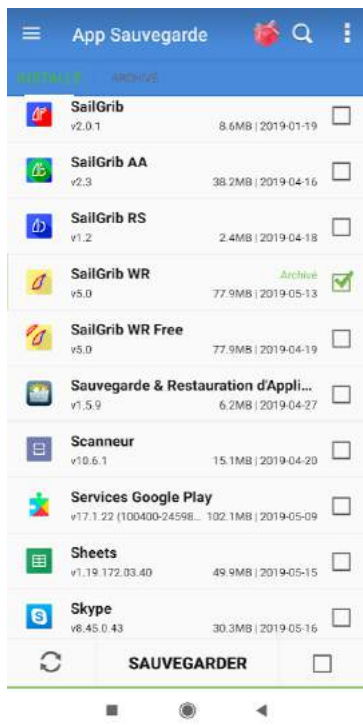 App Sauvegarde
INSTALLÉ ARCHIVÉ
SailGrib
v2.0.1 8.6MB | 2019-01-19
SailGrib AA
v2.3 38.2MB | 2019-04-16
SailGrib RS
v1.2 2.4MB | 2019-04-18
SailGrib WR
Archivé
v5.0 77.9MB | 2019-05-13
SailGrib WR Free
v5.0 77.9MB | 2019-04-19
Sauvegarde & Restauration d'Appli...
v1.5.9 6.2MB | 2019-04-27
Scanneur
v10.6.1 15.1MB | 2019-04-20
Services Google Play
v17.1.22 (100400-24598... 102.1MB | 2019-05-09
Sheets
v1.19.172.03.40 49.9MB | 2019-05-15
Skype
v8.45.0.43 30.3MB | 2019-05-16
SAUVEGARDER